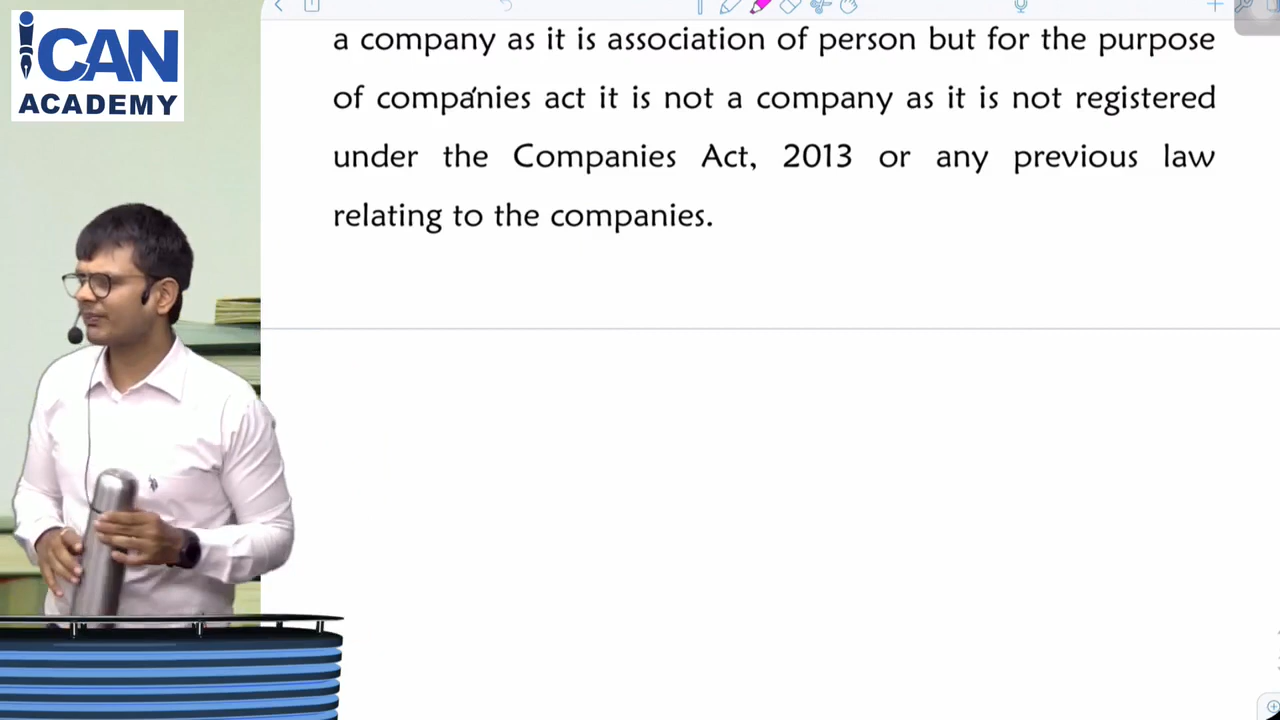 iCAN
ACADEMY
a company as it is association of person but for the purpose
of companies act it is not a company as it is not registered
under the Companies Act, 2013 or any previous law
relating to the companies.